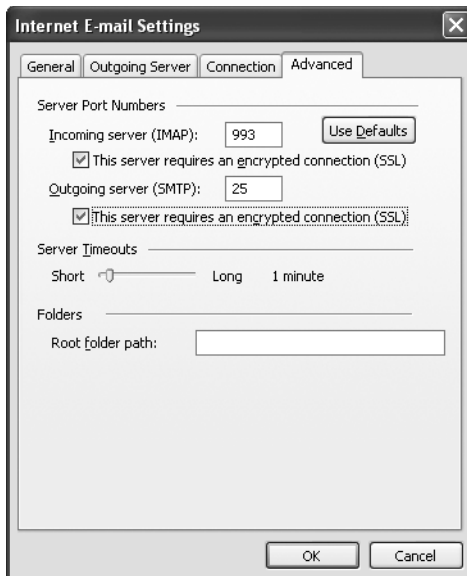 Internet E-mail Settings
General Outgoing Server Connection Advanced
Server Port Numbers
Incoming server (IMAP): 993 Use Defaults
This server requires an encrypted connection (SSL)
Outgoing server (SMTP): 25
This server requires an encrypted connection (SSL)
Server Timeouts
Short Long 1 minute
Folders
Root folder path:
OK Cancel